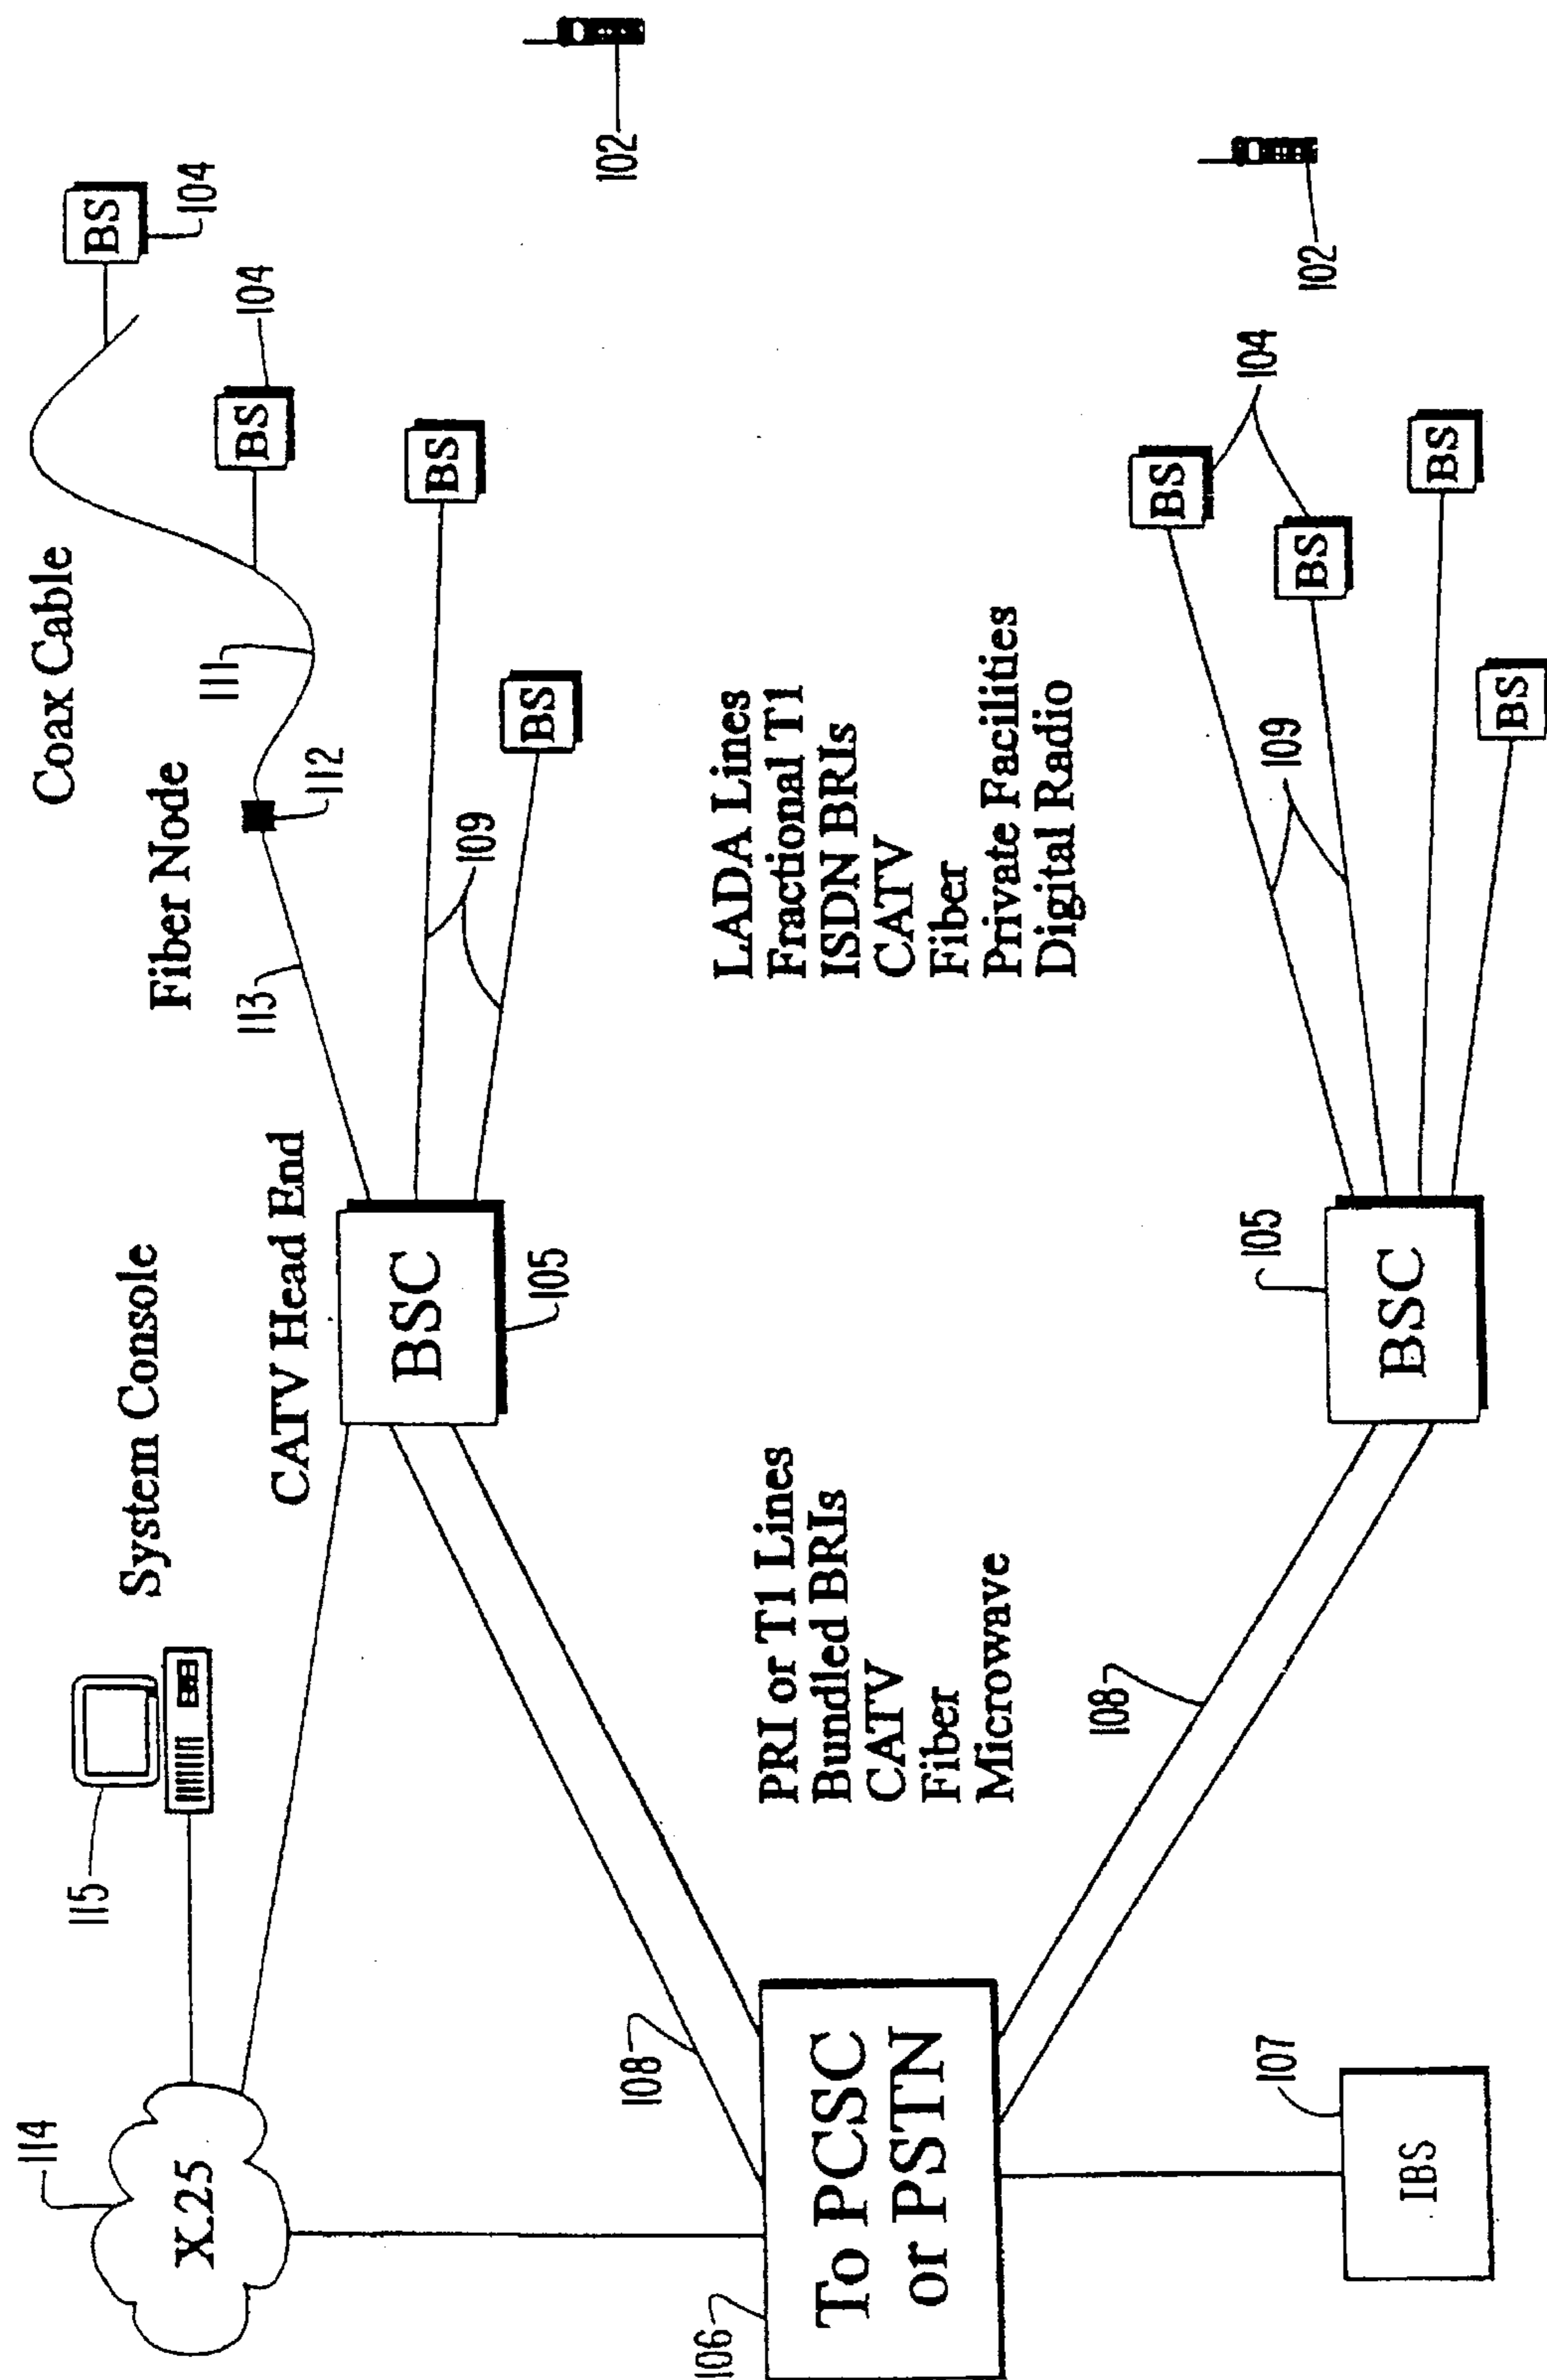 114
X.25
115
System Console
CATV Head End
113
Fiber Node
112
111
Coax Cable
BS
104
BS
104
BSC
105
109
BS
BS
102
108
106
To PCSC
or PSTN
PRI or T1 Lines
Bundled BRIs
CATV
Fiber
Microwave
LADA Lines
Fractional T1
ISDN BRIs
CATV
Fiber
Private Facilities
Digital Radio
108
107
IBS
105
BSC
109
104
BS
BS
BS
BS
102